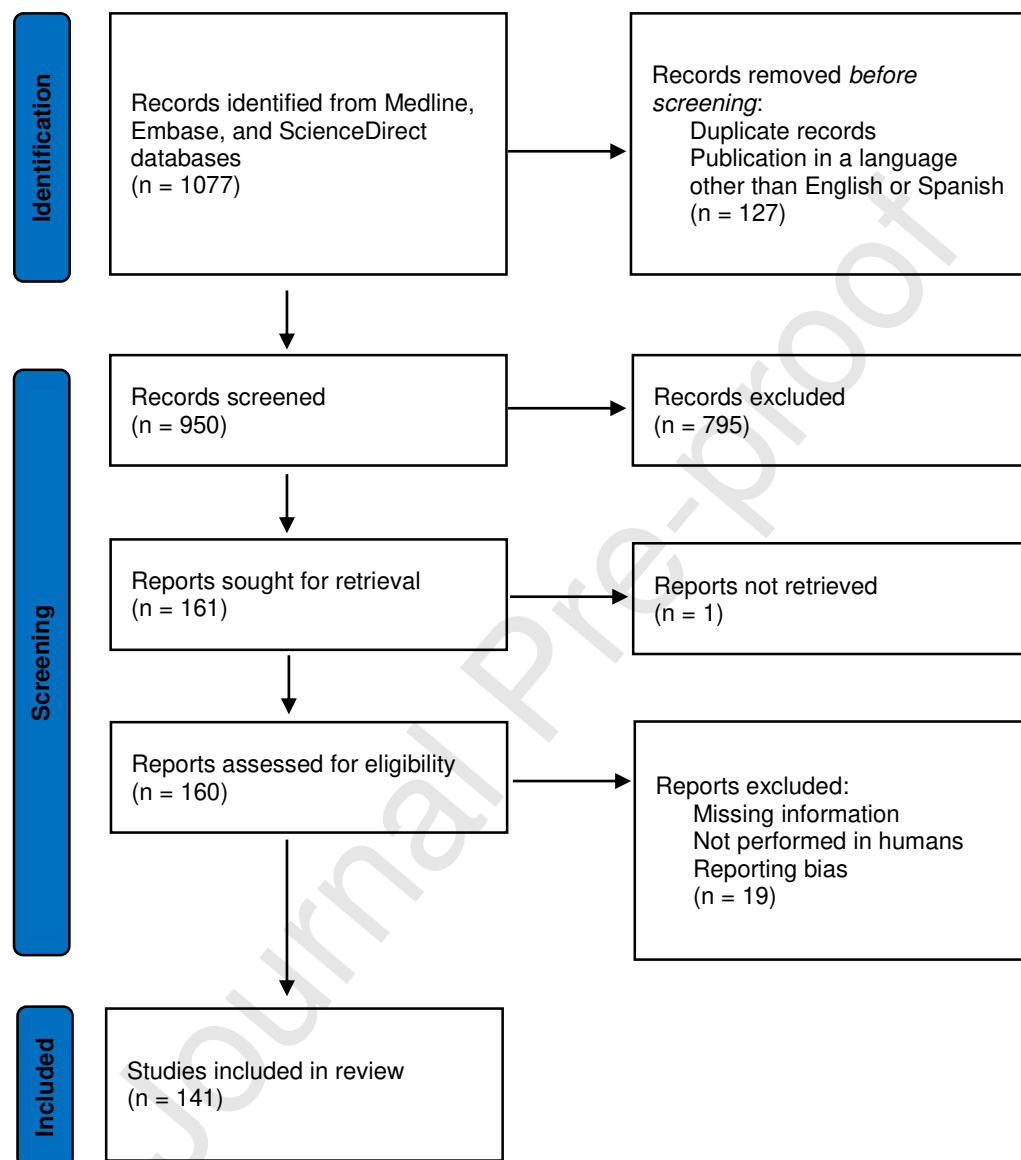 Identification
Records identified from Medline,
Embase, and ScienceDirect
databases
(n = 1077)
Records removed before
screening:
Duplicate records
Publication in a language
other than English or Spanish
(n = 127)
Screening
Records screened
(n = 950)
Records excluded
(n = 795)
Reports sought for retrieval
(n = 161)
Reports not retrieved
(n = 1)
Reports assessed for eligibility
(n = 160)
Reports excluded:
Missing information
Not performed in humans
Reporting bias
(n = 19)
Included
Studies included in review
(n = 141)
Journal Pre-proof